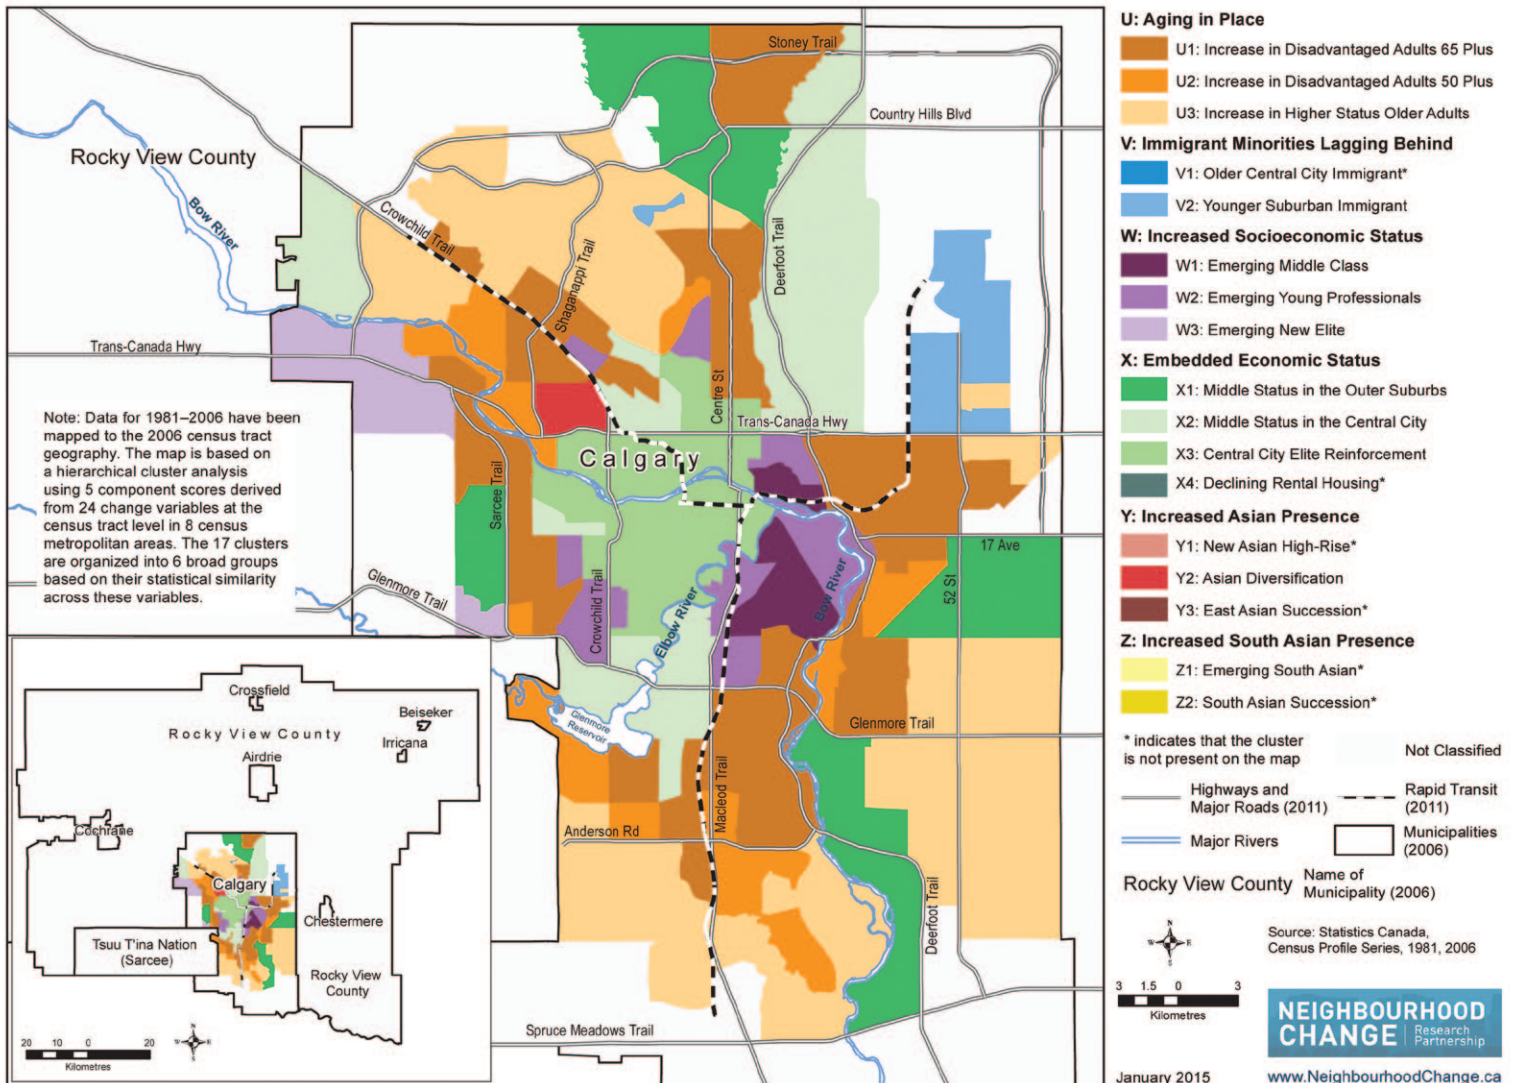 Stoney Trail
Country Hills Blvd
Rocky View County
Bow River
Crowchild Trail
Shaganappi Trail
Deerfoot Trail
Trans-Canada Hwy
Centre St
Trans-Canada Hwy
Calgary
Note: Data for 1981–2006 have been
mapped to the 2006 census tract
geography. The map is based on
a hierarchical cluster analysis
using 5 component scores derived
from 24 change variables at the
census tract level in 8 census
metropolitan areas. The 17 clusters
are organized into 6 broad groups
based on their statistical similarity
across these variables.
Sarcee Trail
17 Ave
52 St
Bow River
Glenmore Trail
Crowchild Trail
Elbow River
Glenmore
Reservoir
Glenmore Trail
Macleod Trail
Anderson Rd
Deerfoot Trail
Spruce Meadows Trail
Crossfield
Beiseker
Rocky View County
Irricana
Airdrie
Cochrane
Calgary
Chestermere
Tsuu T'ina Nation
(Sarcee)
Rocky View
County
N
W E
S
20 10 0 20
Kilometres
U: Aging in Place
U1: Increase in Disadvantaged Adults 65 Plus
U2: Increase in Disadvantaged Adults 50 Plus
U3: Increase in Higher Status Older Adults
V: Immigrant Minorities Lagging Behind
V1: Older Central City Immigrant*
V2: Younger Suburban Immigrant
W: Increased Socioeconomic Status
W1: Emerging Middle Class
W2: Emerging Young Professionals
W3: Emerging New Elite
X: Embedded Economic Status
X1: Middle Status in the Outer Suburbs
X2: Middle Status in the Central City
X3: Central City Elite Reinforcement
X4: Declining Rental Housing*
Y: Increased Asian Presence
Y1: New Asian High-Rise*
Y2: Asian Diversification
Y3: East Asian Succession*
Z: Increased South Asian Presence
Z1: Emerging South Asian*
Z2: South Asian Succession*
* indicates that the cluster
is not present on the map
Not Classified
Highways and
Major Roads (2011)
Rapid Transit
(2011)
Major Rivers
Municipalities
(2006)
Rocky View County
Name of
Municipality (2006)
N
W E
S
Source: Statistics Canada,
Census Profile Series, 1981, 2006
3 1.5 0 3
Kilometres
NEIGHBOURHOOD
CHANGE
Research
Partnership
January 2015
www.NeighbourhoodChange.ca